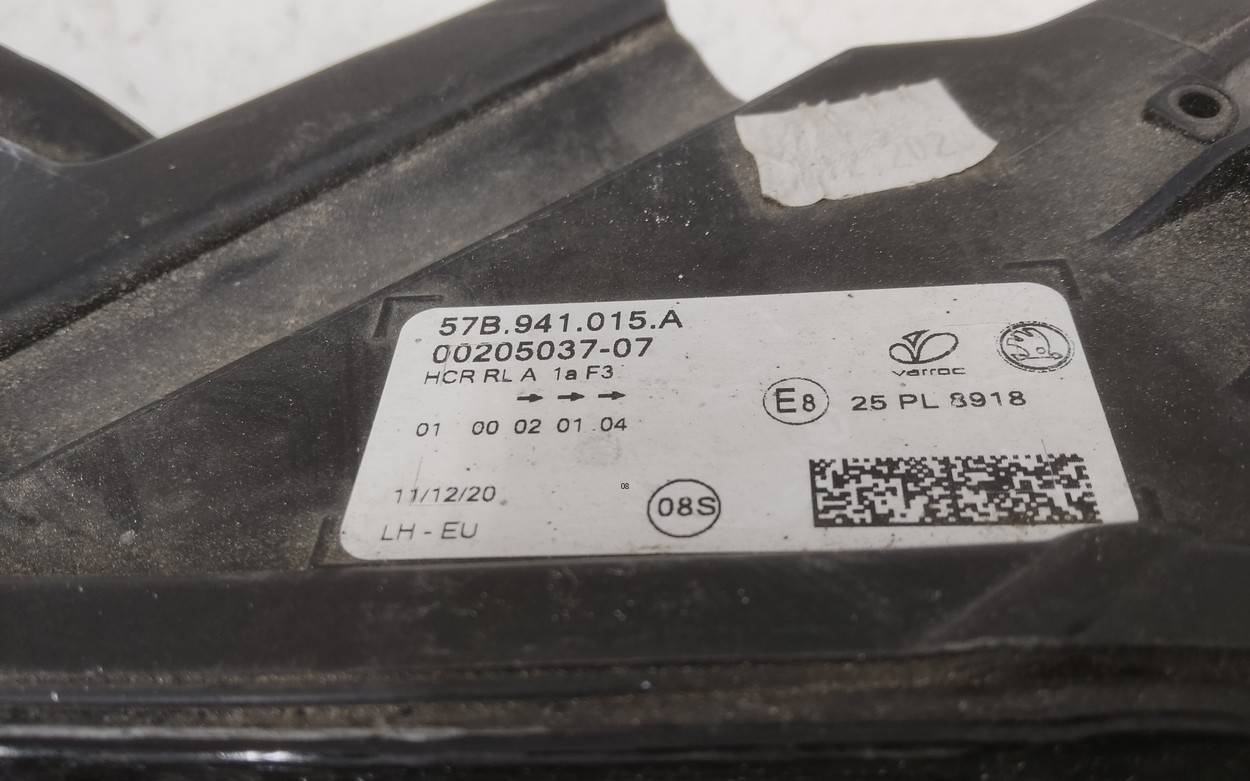 57B.941.015.A
00205037-07
HCR RL A 1a F3
01 00 02 01 04
11/12/20
LH - EU
08
08S
varroc
E8 25 PL 8918